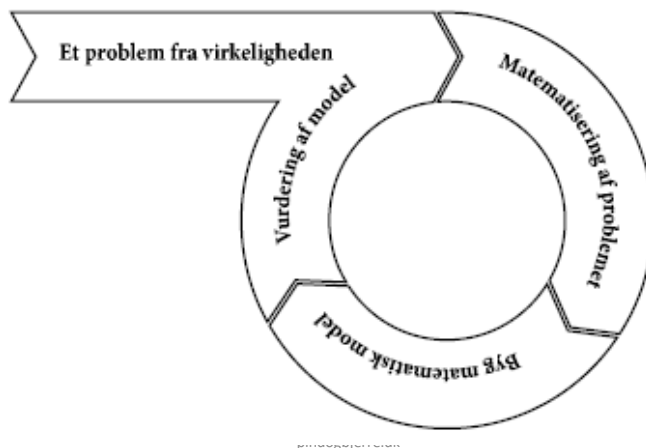 Et problem fra virkeligheden
Matematisering af problemet
Byg matematisk model
Vurdering af model